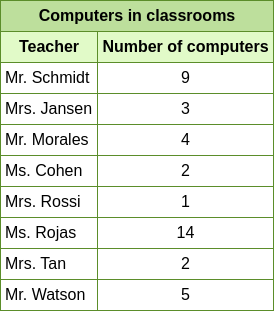 Computers in classrooms
Teacher Number of computers
Mr. Schmidt 9
Mrs. Jansen 3
Mr. Morales 4
Ms. Cohen 2
Mrs. Rossi 1
Ms. Rojas 14
Mrs. Tan 2
Mr. Watson 5